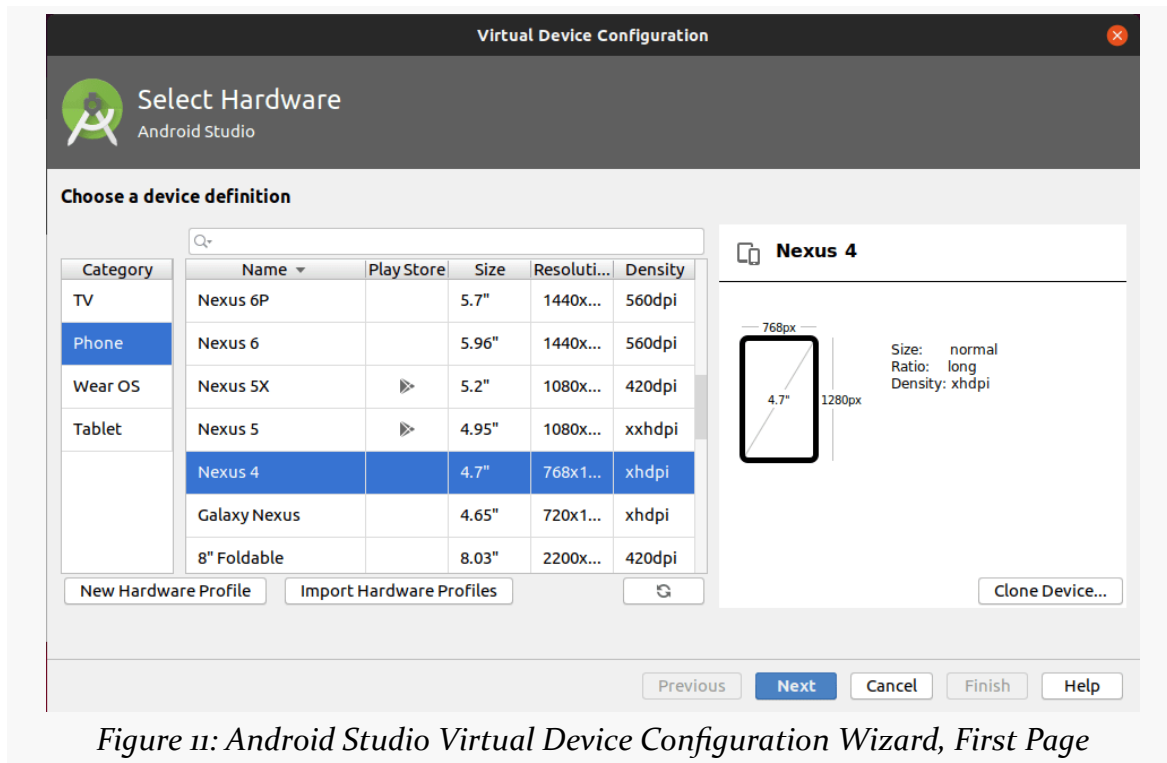 Virtual Device Configuration
Select Hardware
Android Studio
Choose a device definition
Category
TV
Phone
Wear OS
Tablet
Name Play Store Size Resoluti... Density
Nexus 6P 5.7" 1440x... 560dpi
Nexus 6 5.96" 1440x... 560dpi
Nexus 5X 5.2" 1080x... 420dpi
Nexus 5 4.95" 1080x... xxhdpi
Nexus 4 4.7" 768x1... xhdpi
Galaxy Nexus 4.65" 720x1... xhdpi
8" Foldable 8.03" 2200x... 420dpi
New Hardware Profile Import Hardware Profiles
Nexus 4
768px
4.7" 1280px
Size: normal
Ratio: long
Density: xhdpi
Clone Device...
Previous Next Cancel Finish Help
Figure 11: Android Studio Virtual Device Configuration Wizard, First Page